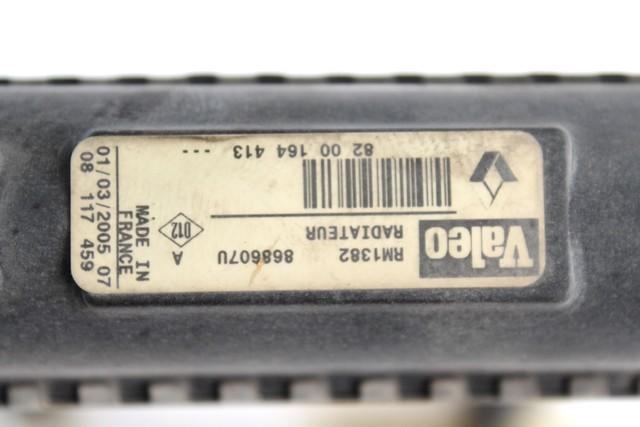 Valeo
RM1382
RADIATEUR
868607U
A
D12
82 00 164 413 ---
MADE IN
FRANCE
01/03/2005 07
08 117 459